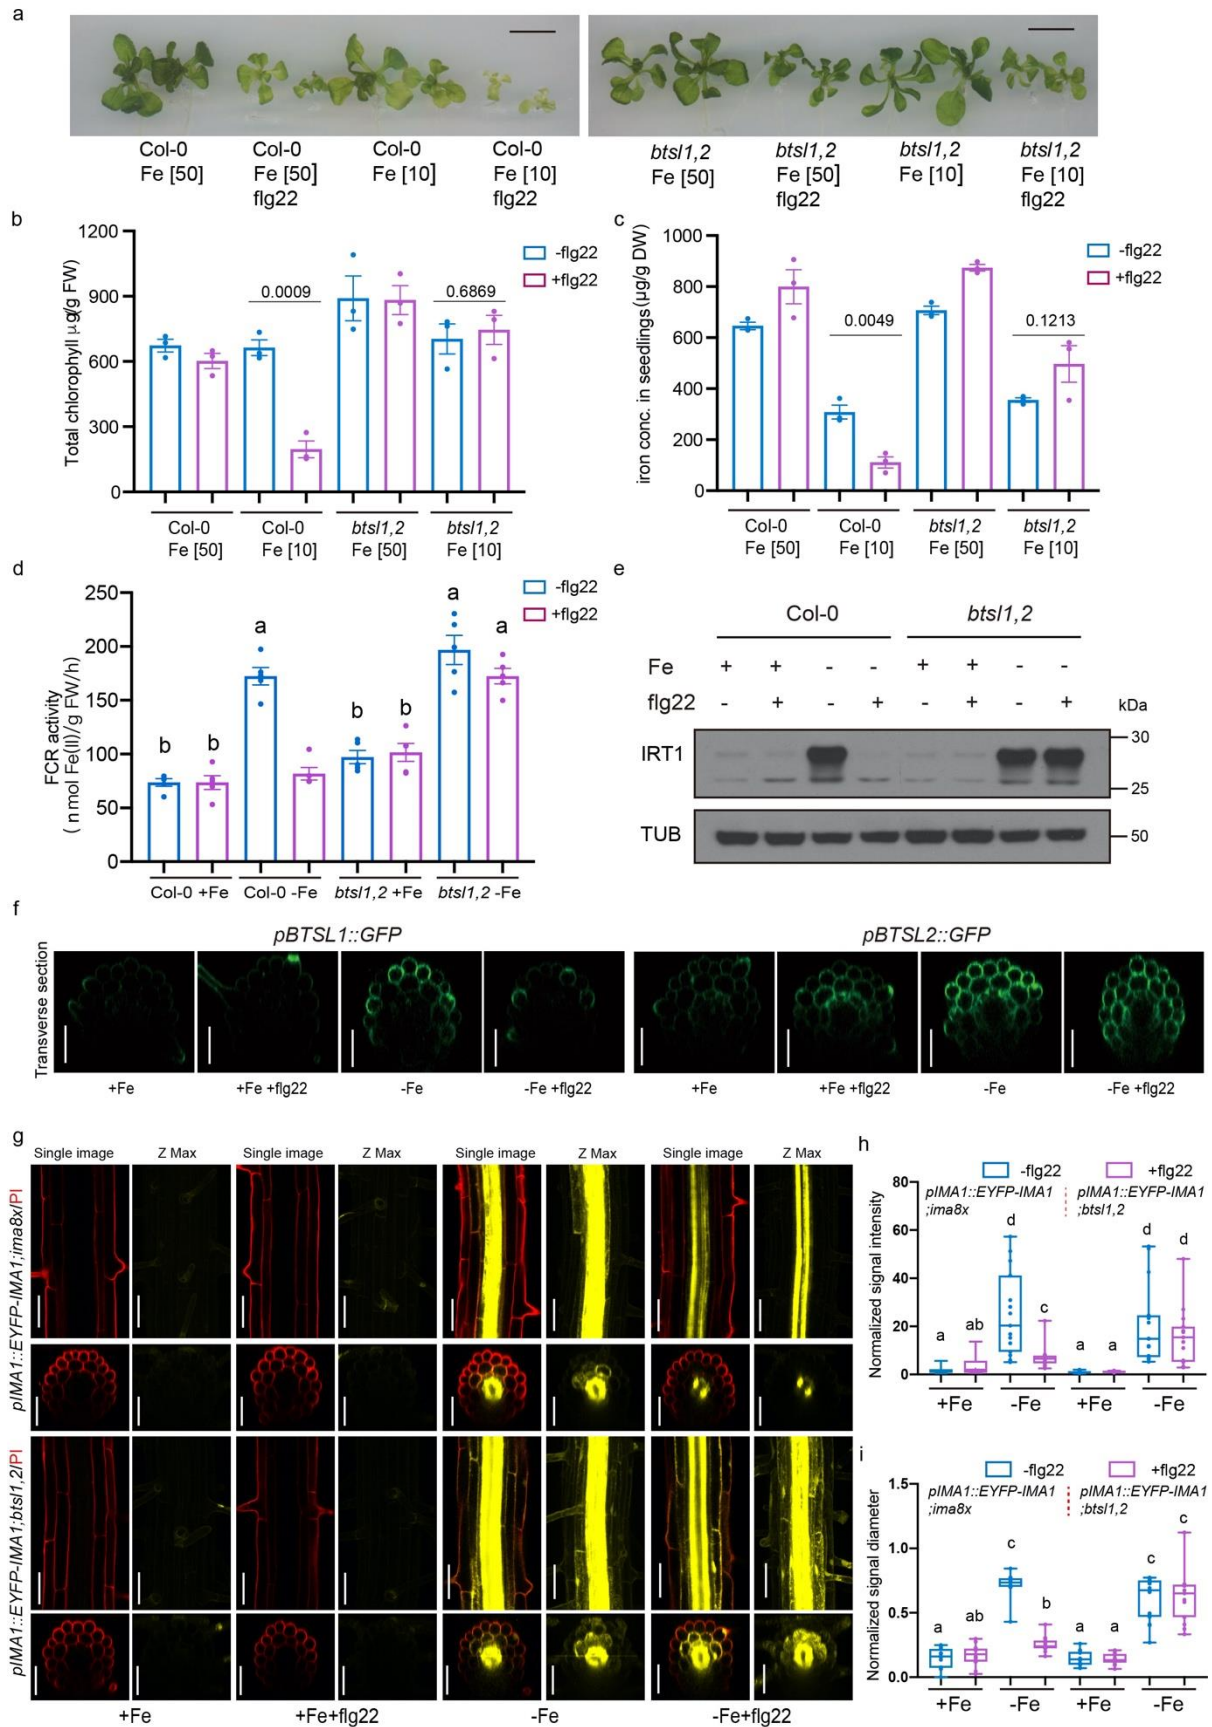 a
Col-0 Col-0 Col-0 Col-0 btsl1,2 btsl1,2 btsl1,2 btsl1,2
Fe [50] Fe [50] Fe [10] Fe [10] Fe [50] Fe [50] Fe [10] Fe [10]
flg22 flg22 flg22 flg22
b
Total chlorophyll µg/g FW
1200
900
600
300
0
0.0009
0.6869
-flg22
+flg22
Col-0 Col-0 btsl1,2 btsl1,2
Fe [50] Fe [10] Fe [50] Fe [10]
c
iron conc. in seedlings(µg/g DW)
1000
800
600
400
200
0
0.0049
0.1213
-flg22
+flg22
Col-0 Col-0 btsl1,2 btsl1,2
Fe [50] Fe [10] Fe [50] Fe [10]
d
FCR activity
( nmol Fe(II)/g FW/h)
250
200
150
100
50
0
b b a b b a a
-flg22
+flg22
Col-0 +Fe Col-0 -Fe btsl1,2 +Fe btsl1,2 -Fe
e
Col-0 btsl1,2
Fe + + - - + + - -
flg22 - + - + - + - +
kDa
IRT1
30
25
TUB
50
f
pBTSL1::GFP pBTSL2::GFP
Transverse section
+Fe +Fe +flg22 -Fe -Fe +flg22 +Fe +Fe +flg22 -Fe -Fe +flg22
g
Single image Z Max Single image Z Max Single image Z Max Single image Z Max
pIMA1::EYFP-IMA1;ima8x/PI
pIMA1::EYFP-IMA1;btsl1,2/PI
+Fe +Fe+flg22 -Fe -Fe+flg22
h
-flg22 +flg22
pIMA1::EYFP-IMA1 pIMA1::EYFP-IMA1
;ima8x ;btsl1,2
Normalized signal intensity
80
60
40
20
0
a ab d c a a d d
+Fe -Fe +Fe -Fe
i
-flg22 +flg22
pIMA1::EYFP-IMA1 pIMA1::EYFP-IMA1
;ima8x ;btsl1,2
Normalized signal diameter
1.5
1.0
0.5
0.0
a ab c b a a c c
+Fe -Fe +Fe -Fe